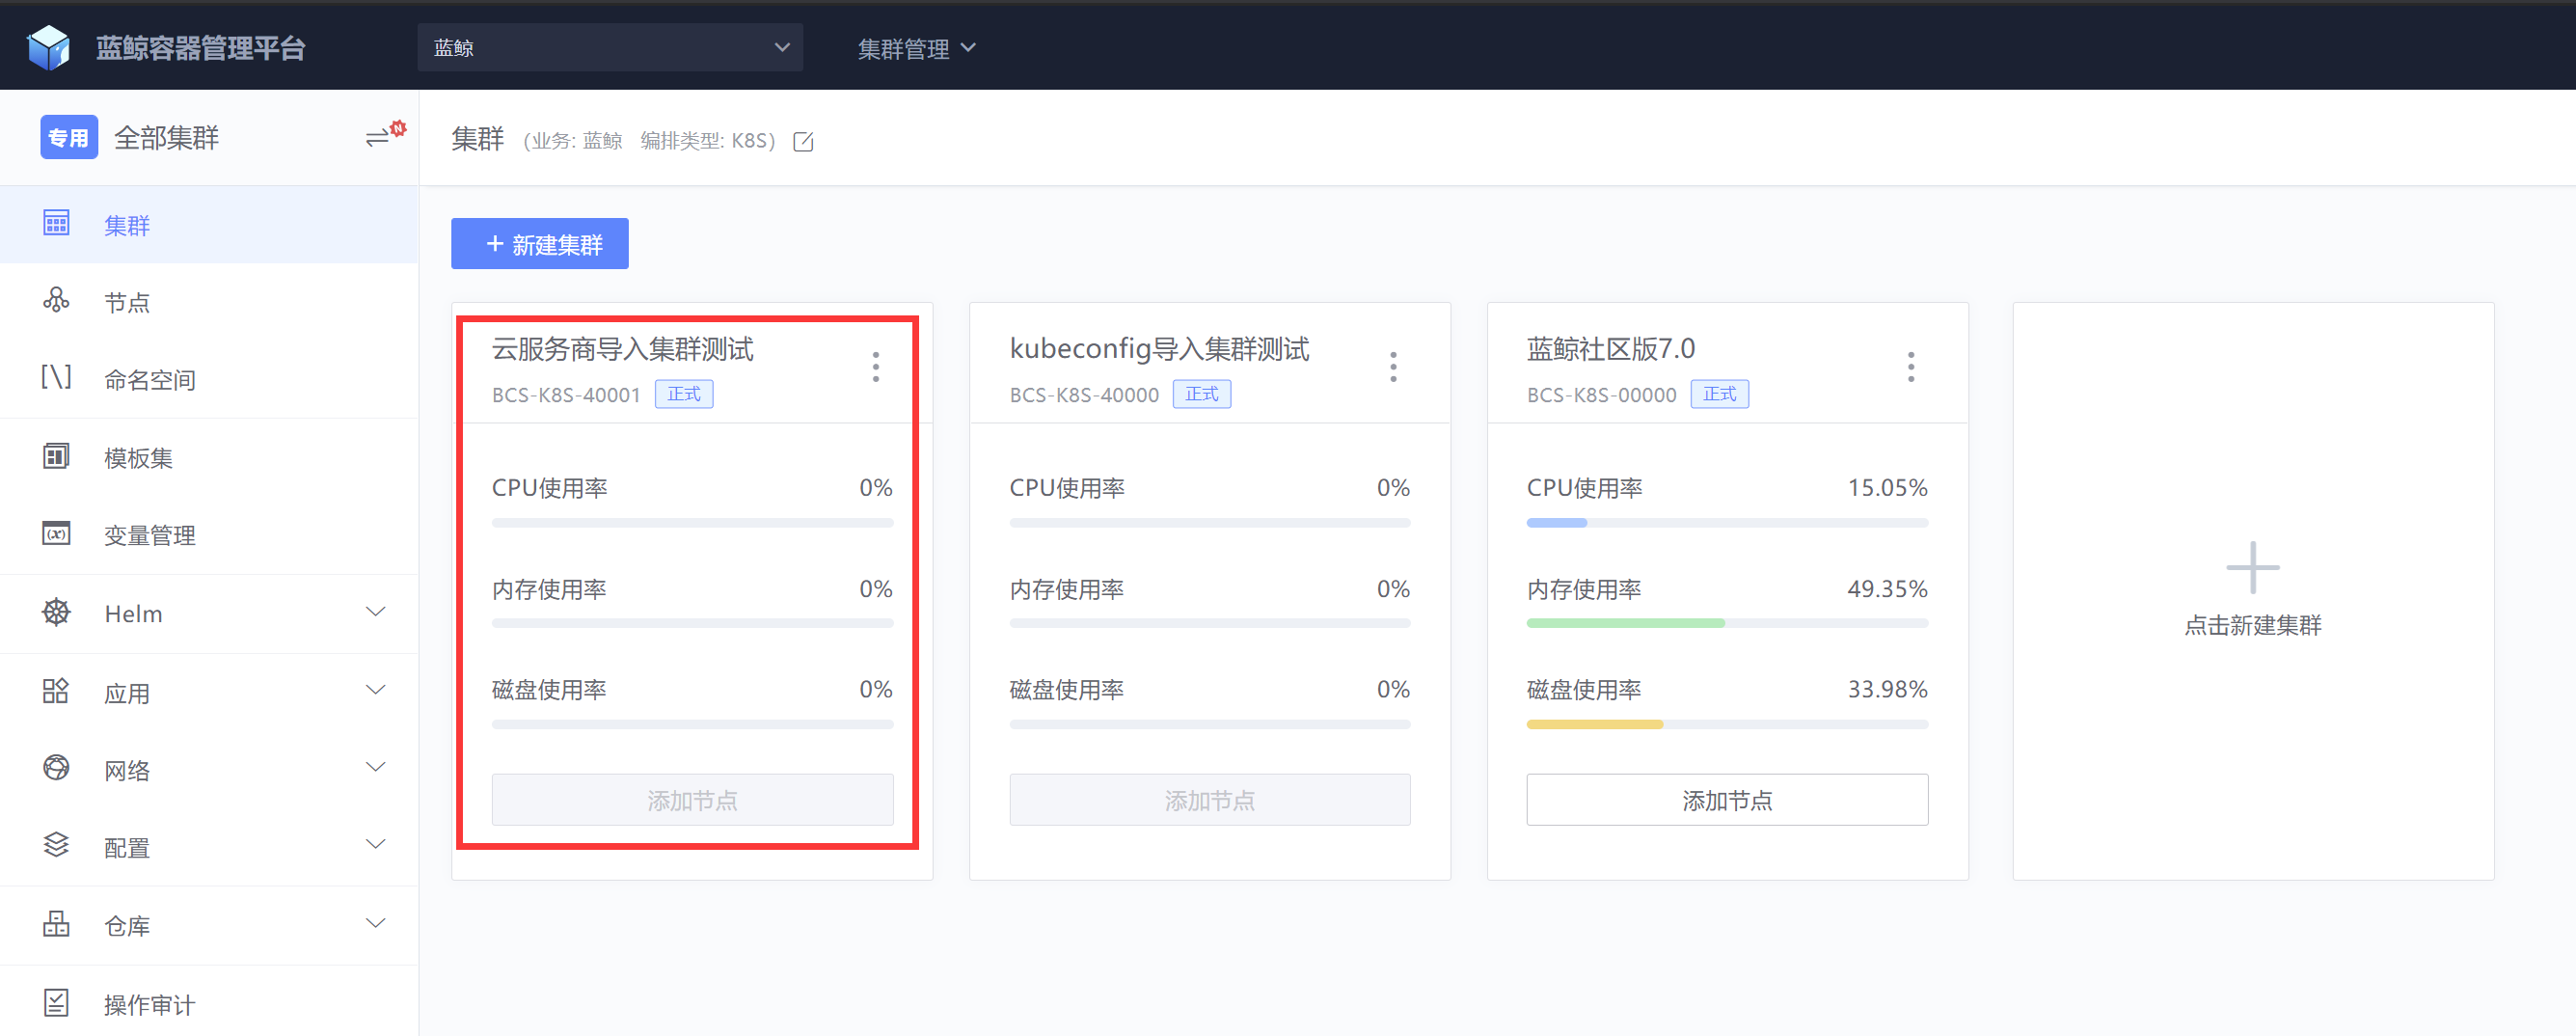 蓝鲸容器管理平台
蓝鲸
集群管理
专用 全部集群
N
集群
节点
命名空间
模板集
变量管理
Helm
应用
网络
配置
仓库
操作审计
集群 (业务: 蓝鲸 编排类型: K8S)
+ 新建集群
云服务商导入集群测试
BCS-K8S-40001 正式
CPU使用率 0%
内存使用率 0%
磁盘使用率 0%
添加节点
kubeconfig导入集群测试
BCS-K8S-40000 正式
CPU使用率 0%
内存使用率 0%
磁盘使用率 0%
添加节点
蓝鲸社区版7.0
BCS-K8S-00000 正式
CPU使用率 15.05%
内存使用率 49.35%
磁盘使用率 33.98%
添加节点
点击新建集群